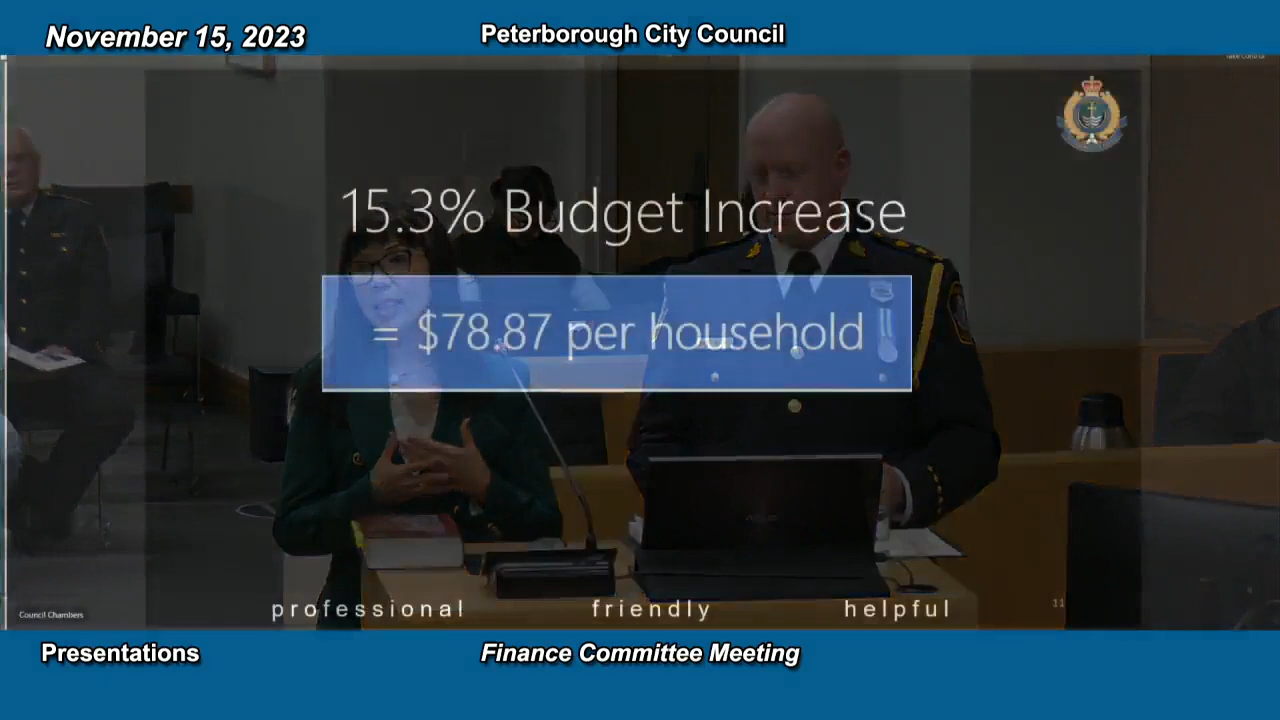 November 15, 2023
Peterborough City Council
15.3% Budget Increase
= $78.87 per household
Council Chambers
professional friendly helpful
11
Presentations
Finance Committee Meeting